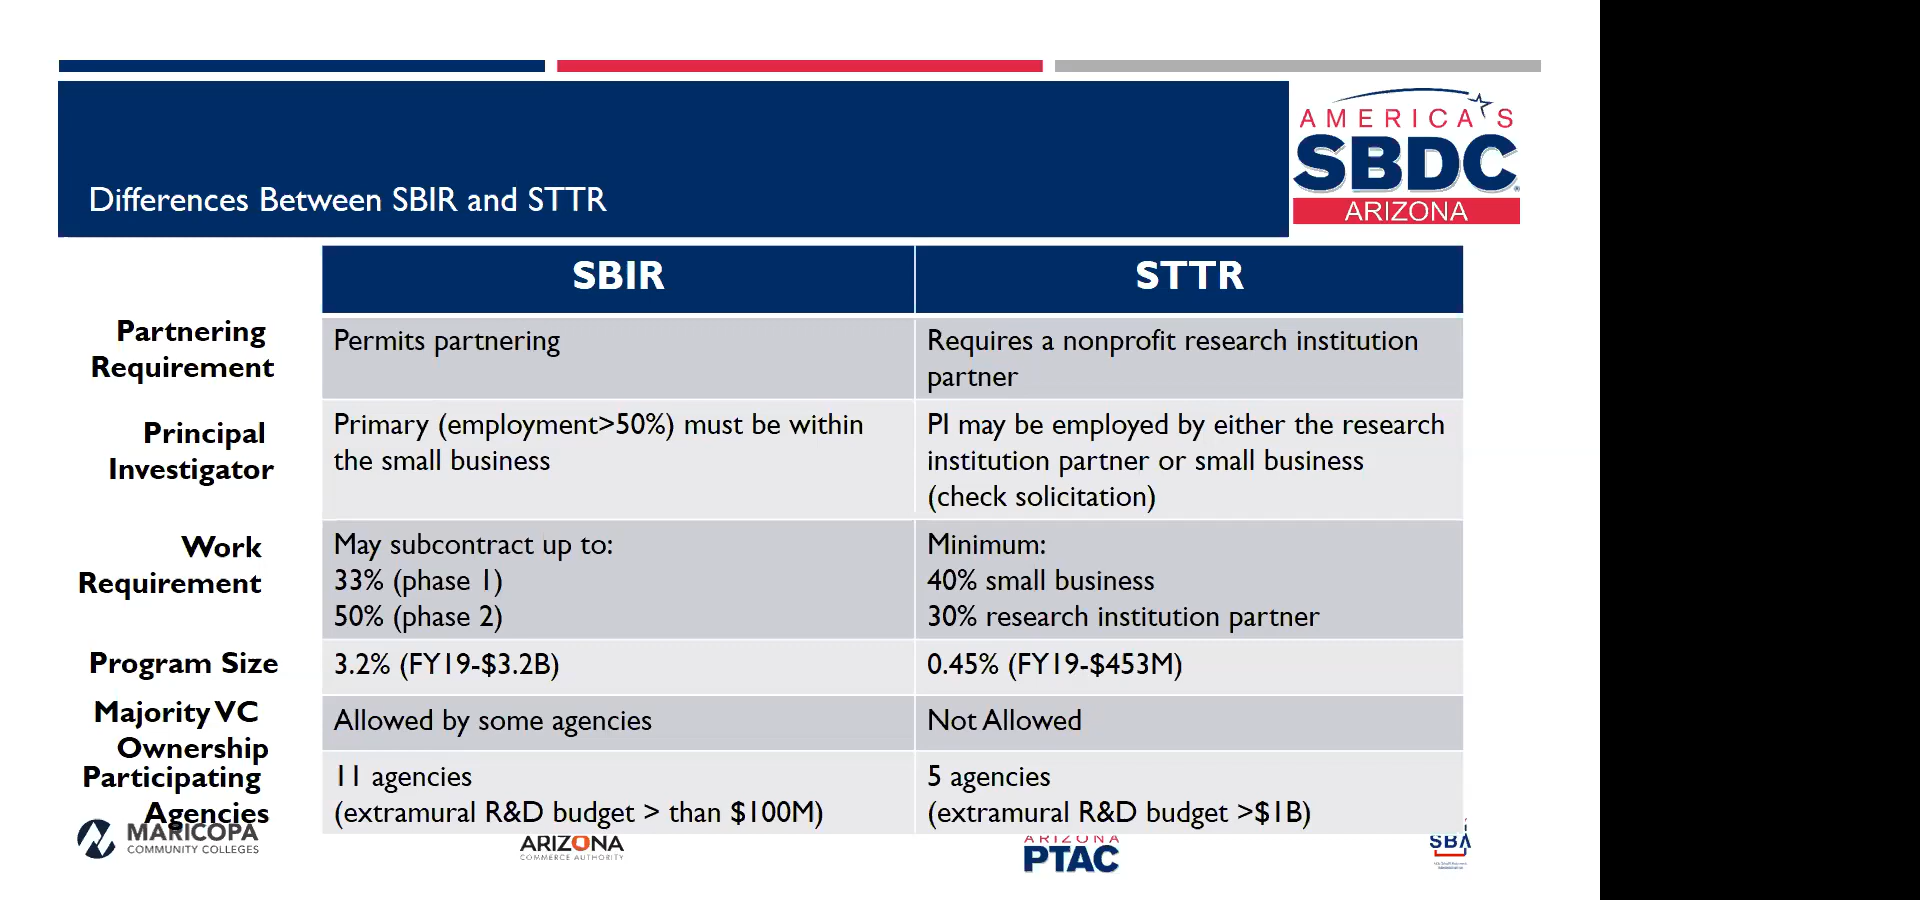 AMERICA'S
SBDC
ARIZONA
Differences Between SBIR and STTR
SBIR
STTR
Partnering
Requirement
Permits partnering
Requires a nonprofit research institution
partner
Principal
Investigator
Primary (employment>50%) must be within
the small business
PI may be employed by either the research
institution partner or small business
(check solicitation)
Work
Requirement
May subcontract up to:
33% (phase 1)
50% (phase 2)
Minimum:
40% small business
30% research institution partner
Program Size
3.2% (FY19-$3.2B)
0.45% (FY19-$453M)
Majority VC
Ownership
Allowed by some agencies
Not Allowed
Participating
Agencies
11 agencies
(extramural R&D budget > than $100M)
5 agencies
(extramural R&D budget >$1B)
MARICOPA
COMMUNITY COLLEGES
ARIZONA
COMMERCE AUTHORITY
ARIZONA
PTAC
SBA